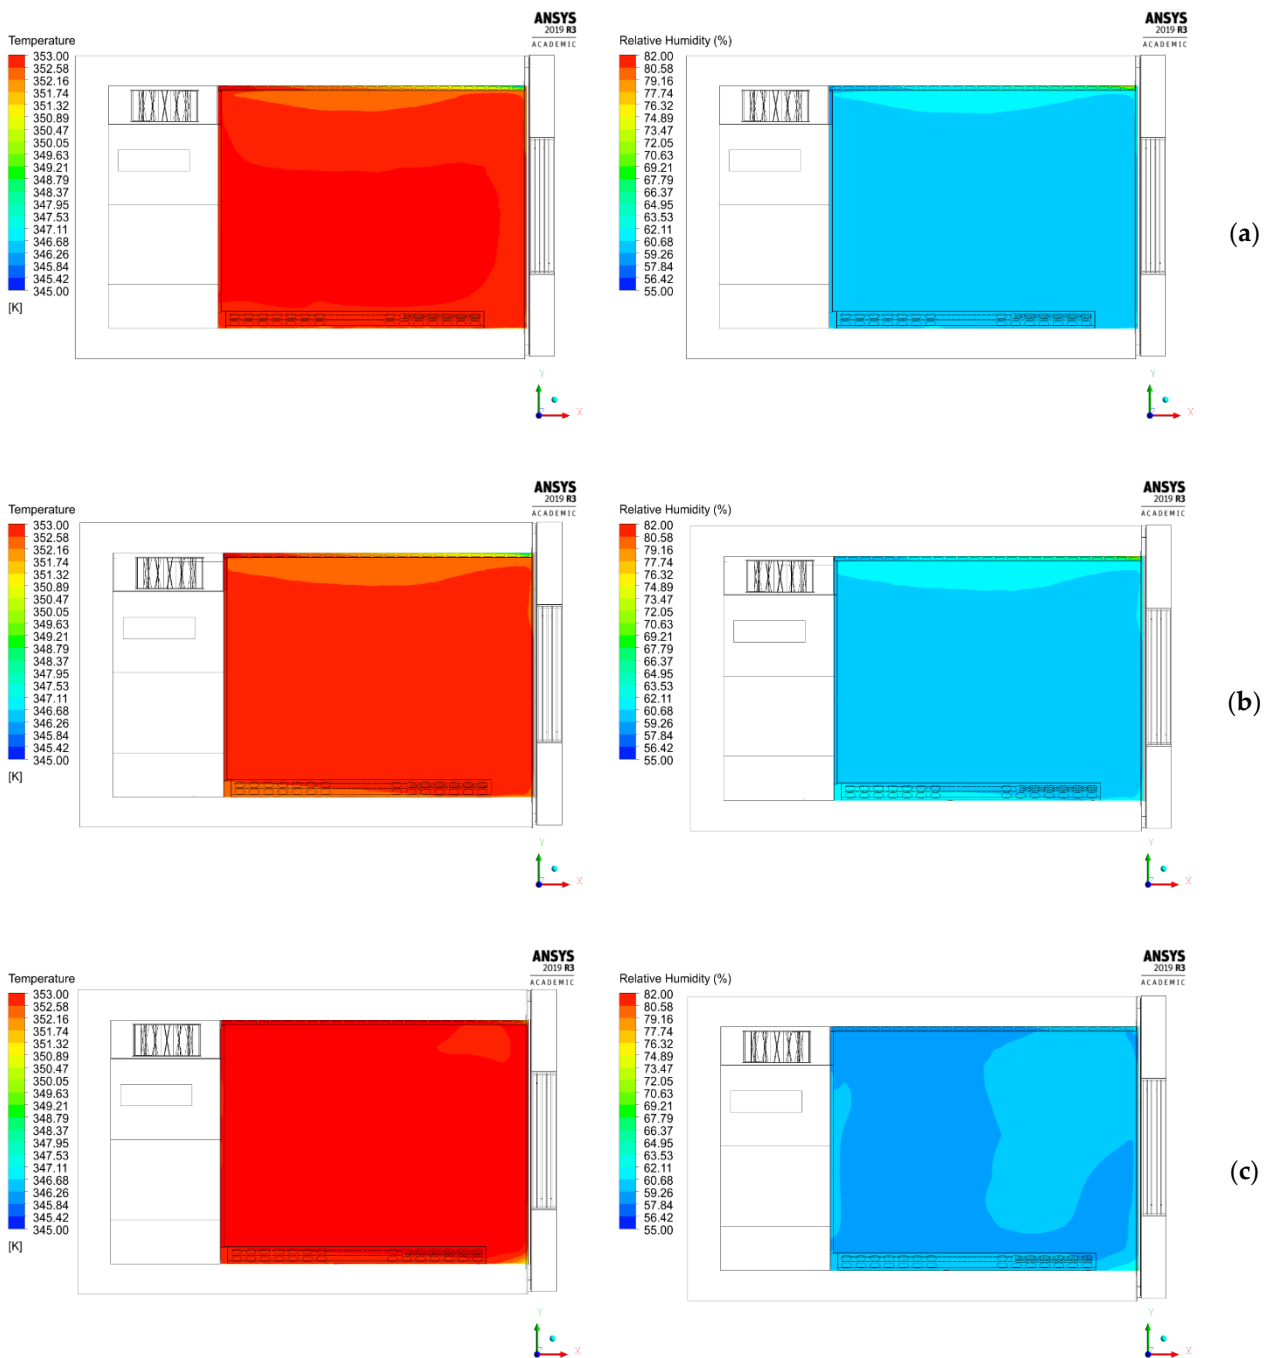 ANSYS
2019 R3
ACADEMIC
Temperature
353.00
352.58
352.16
351.74
351.32
350.89
350.47
350.05
349.63
349.21
348.79
348.37
347.95
347.53
347.11
346.68
346.26
345.84
345.42
345.00
[K]
Y
X
ANSYS
2019 R3
ACADEMIC
Relative Humidity (%)
82.00
80.58
79.16
77.74
76.32
74.89
73.47
72.05
70.63
69.21
67.79
66.37
64.95
63.53
62.11
60.68
59.26
57.84
56.42
55.00
Y
X
(a)
ANSYS
2019 R3
ACADEMIC
Temperature
353.00
352.58
352.16
351.74
351.32
350.89
350.47
350.05
349.63
349.21
348.79
348.37
347.95
347.53
347.11
346.68
346.26
345.84
345.42
345.00
[K]
Y
X
ANSYS
2019 R3
ACADEMIC
Relative Humidity (%)
82.00
80.58
79.16
77.74
76.32
74.89
73.47
72.05
70.63
69.21
67.79
66.37
64.95
63.53
62.11
60.68
59.26
57.84
56.42
55.00
Y
X
(b)
ANSYS
2019 R3
ACADEMIC
Temperature
353.00
352.58
352.16
351.74
351.32
350.89
350.47
350.05
349.63
349.21
348.79
348.37
347.95
347.53
347.11
346.68
346.26
345.84
345.42
345.00
[K]
Y
X
ANSYS
2019 R3
ACADEMIC
Relative Humidity (%)
82.00
80.58
79.16
77.74
76.32
74.89
73.47
72.05
70.63
69.21
67.79
66.37
64.95
63.53
62.11
60.68
59.26
57.84
56.42
55.00
Y
X
(c)